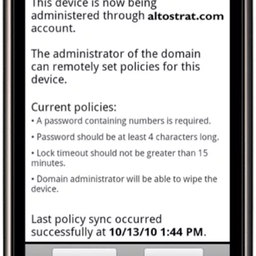 This device is now being
administered through altostrat.com
account.
The administrator of the domain
can remotely set policies for this
device.
Current policies:
• A password containing numbers is required.
• Password should be at least 4 characters long.
• Lock timeout should not be greater than 15
minutes.
• Domain administrator will be able to wipe the
device.
Last policy sync occurred
successfully at 10/13/10 1:44 PM.